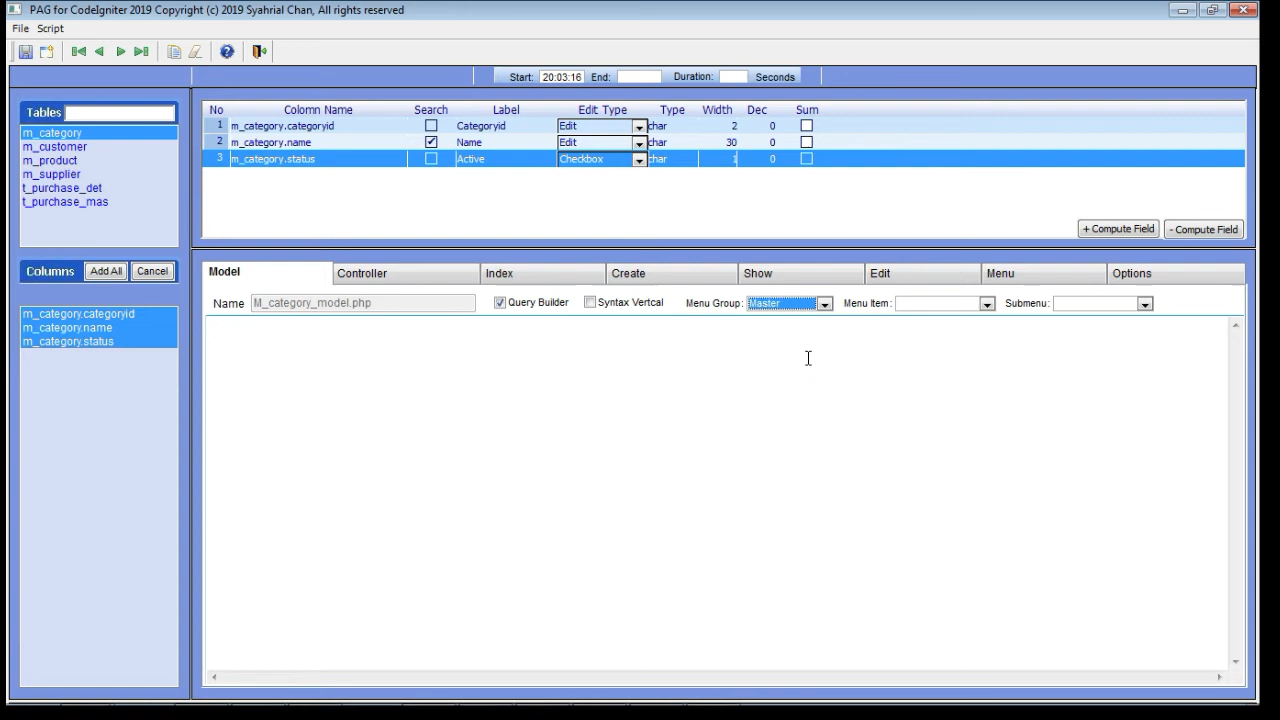 PAG for CodeIgniter 2019 Copyright (c) 2019 Syahrial Chan, All rights reserved
File Script
Start: 20:03:16 End: Duration: Seconds
Tables
m_category
m_customer
m_product
m_supplier
t_purchase_det
t_purchase_mas
No Column Name Search Label Edit Type Type Width Dec Sum
1 m_category.categoryid Categoryid Edit char 2 0
2 m_category.name Name Edit char 30 0
3 m_category.status Active Checkbox char 1 0
+ Compute Field - Compute Field
Columns Add All Cancel
m_category.categoryid
m_category.name
m_category.status
Model Controller Index Create Show Edit Menu Options
Name M_category_model.php Query Builder Syntax Vertcal Menu Group: Master Menu Item: Submenu: